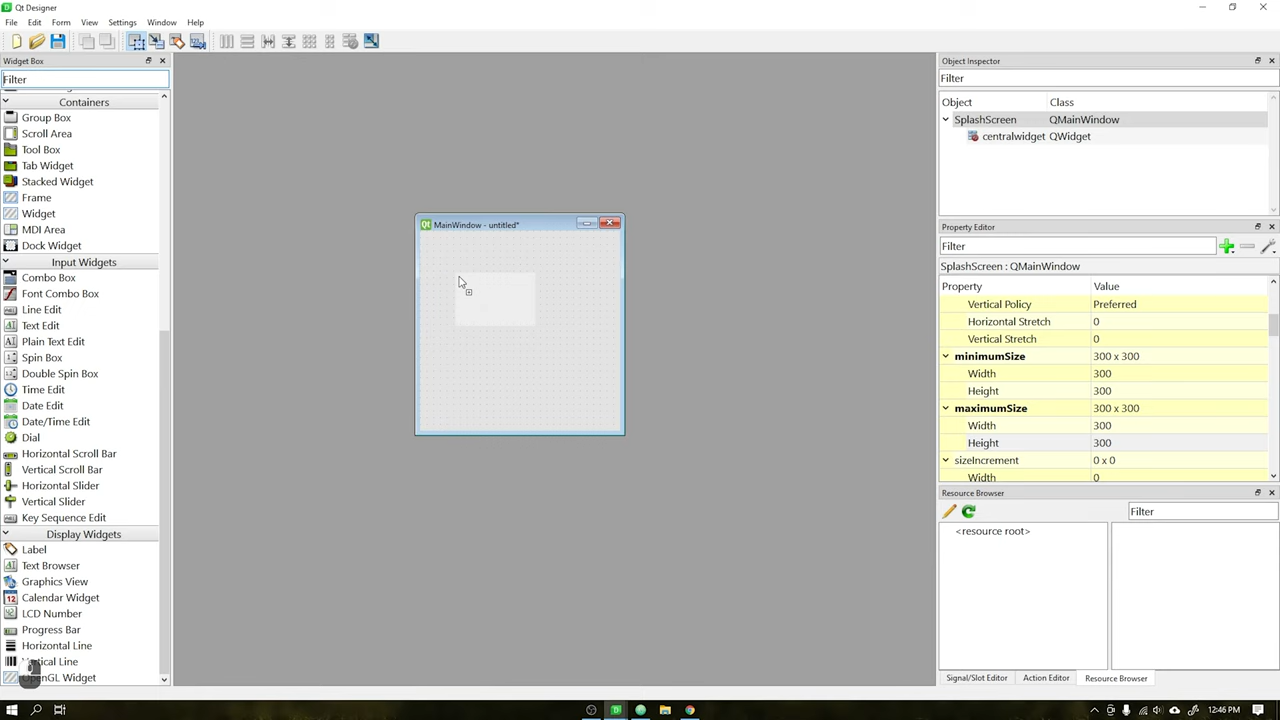 Qt Designer
File Edit Form View Settings Window Help
Widget Box
Filter
Containers
Group Box
Scroll Area
Tool Box
Tab Widget
Stacked Widget
Frame
Widget
MDI Area
Dock Widget
Input Widgets
Combo Box
Font Combo Box
Line Edit
Text Edit
Plain Text Edit
Spin Box
Double Spin Box
Time Edit
Date Edit
Date/Time Edit
Dial
Horizontal Scroll Bar
Vertical Scroll Bar
Horizontal Slider
Vertical Slider
Key Sequence Edit
Display Widgets
Label
Text Browser
Graphics View
Calendar Widget
LCD Number
Progress Bar
Horizontal Line
Vertical Line
OpenGL Widget
MainWindow - untitled*
Object Inspector
Filter
Object Class
SplashScreen QMainWindow
centralwidget QWidget
Property Editor
Filter
SplashScreen : QMainWindow
Property Value
Vertical Policy Preferred
Horizontal Stretch 0
Vertical Stretch 0
minimumSize 300 x 300
Width 300
Height 300
maximumSize 300 x 300
Width 300
Height 300
sizeIncrement 0 x 0
Width 0
Resource Browser
Filter
<resource root>
Signal/Slot Editor Action Editor Resource Browser
12:46 PM